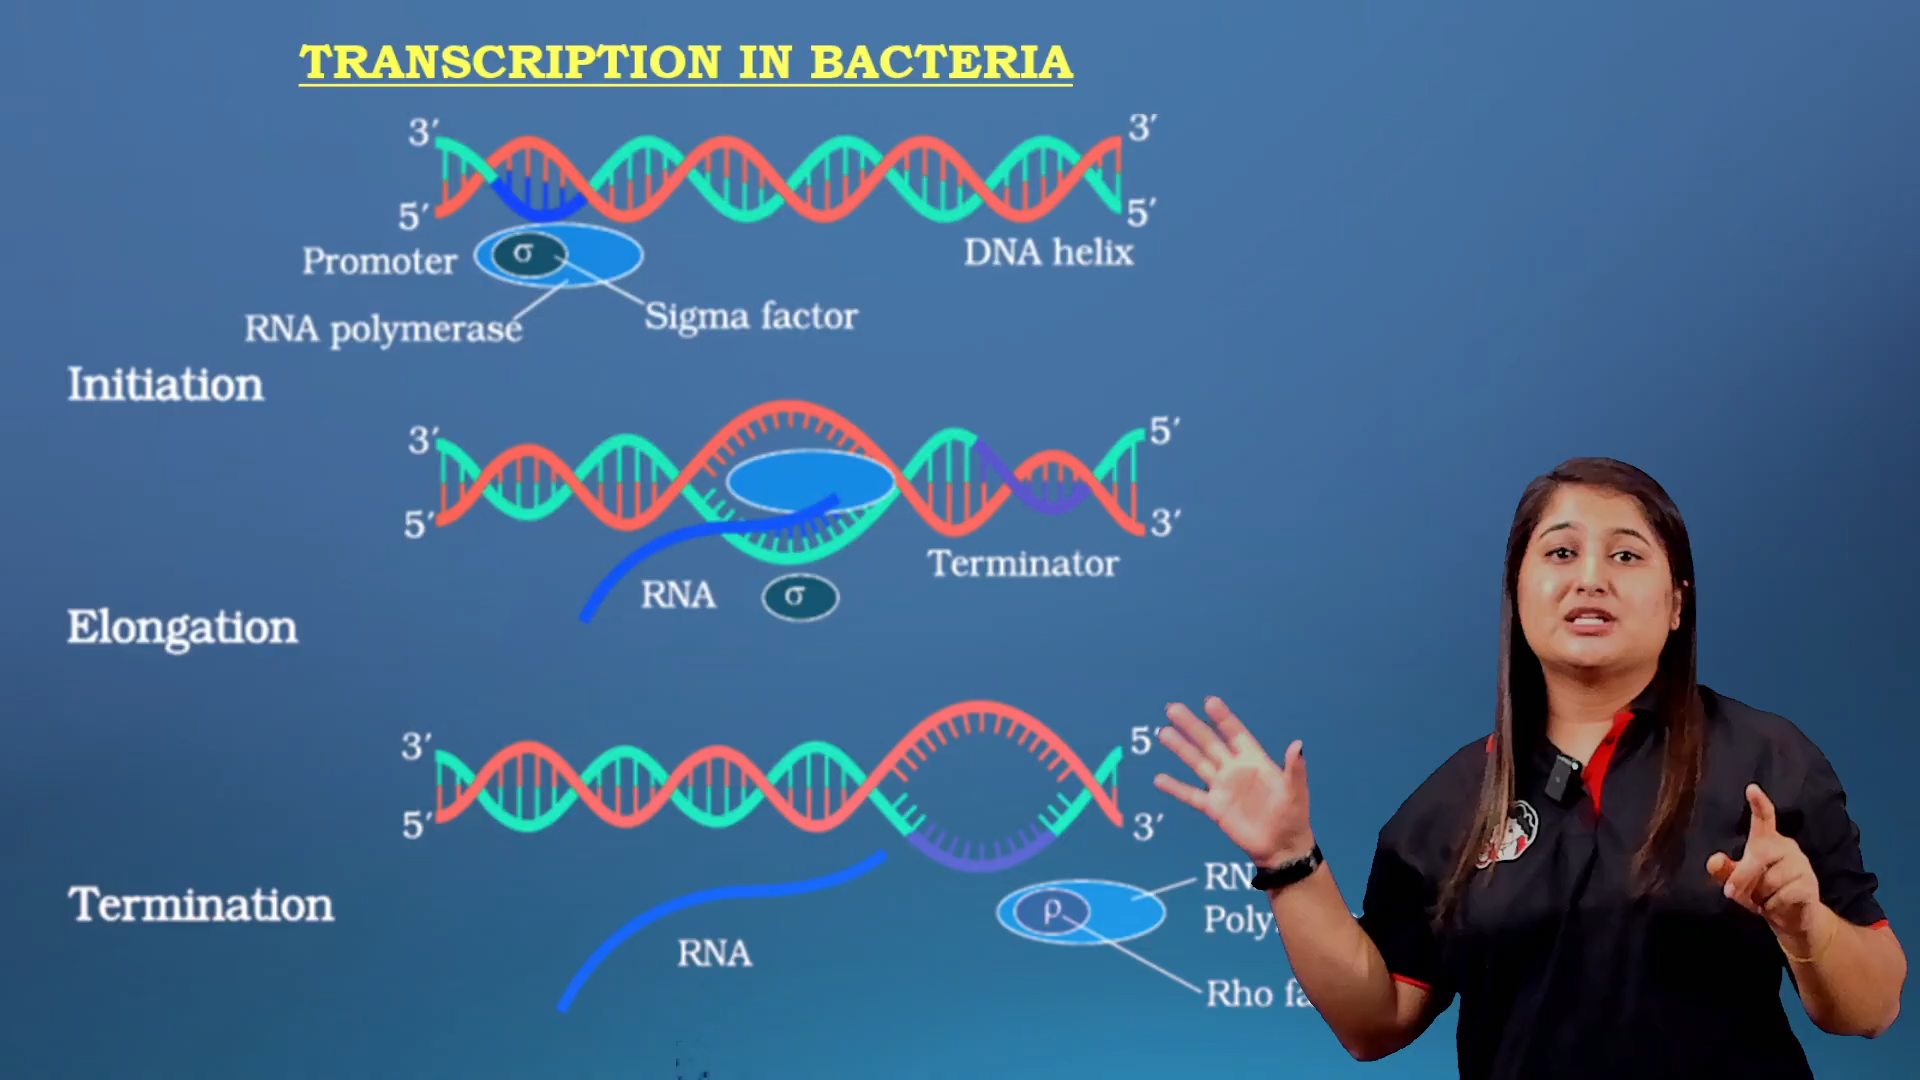 TRANSCRIPTION IN BACTERIA
3′
3′
5′
5′
Promoter
σ
DNA helix
RNA polymerase
Sigma factor
Initiation
3′
5′
5′
3′
Terminator
RNA
σ
Elongation
3′
5′
5′
3′
RN
Poly
Termination
ρ
RNA
Rho fa